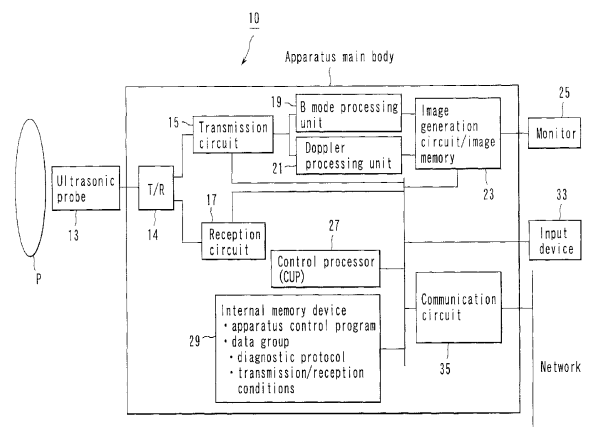 10
Apparatus main body
19
B mode processing
unit
15
Transmission
circuit
21
Doppler
processing unit
Image
generation
circuit/image
memory
23
25
Monitor
Ultrasonic
probe
13
T/R
14
17
Reception
circuit
27
Control processor
(CUP)
33
Input
device
P
29
Internal memory device
・apparatus control program
・data group
・diagnostic protocol
・transmission/reception
conditions
Communication
circuit
35
Network